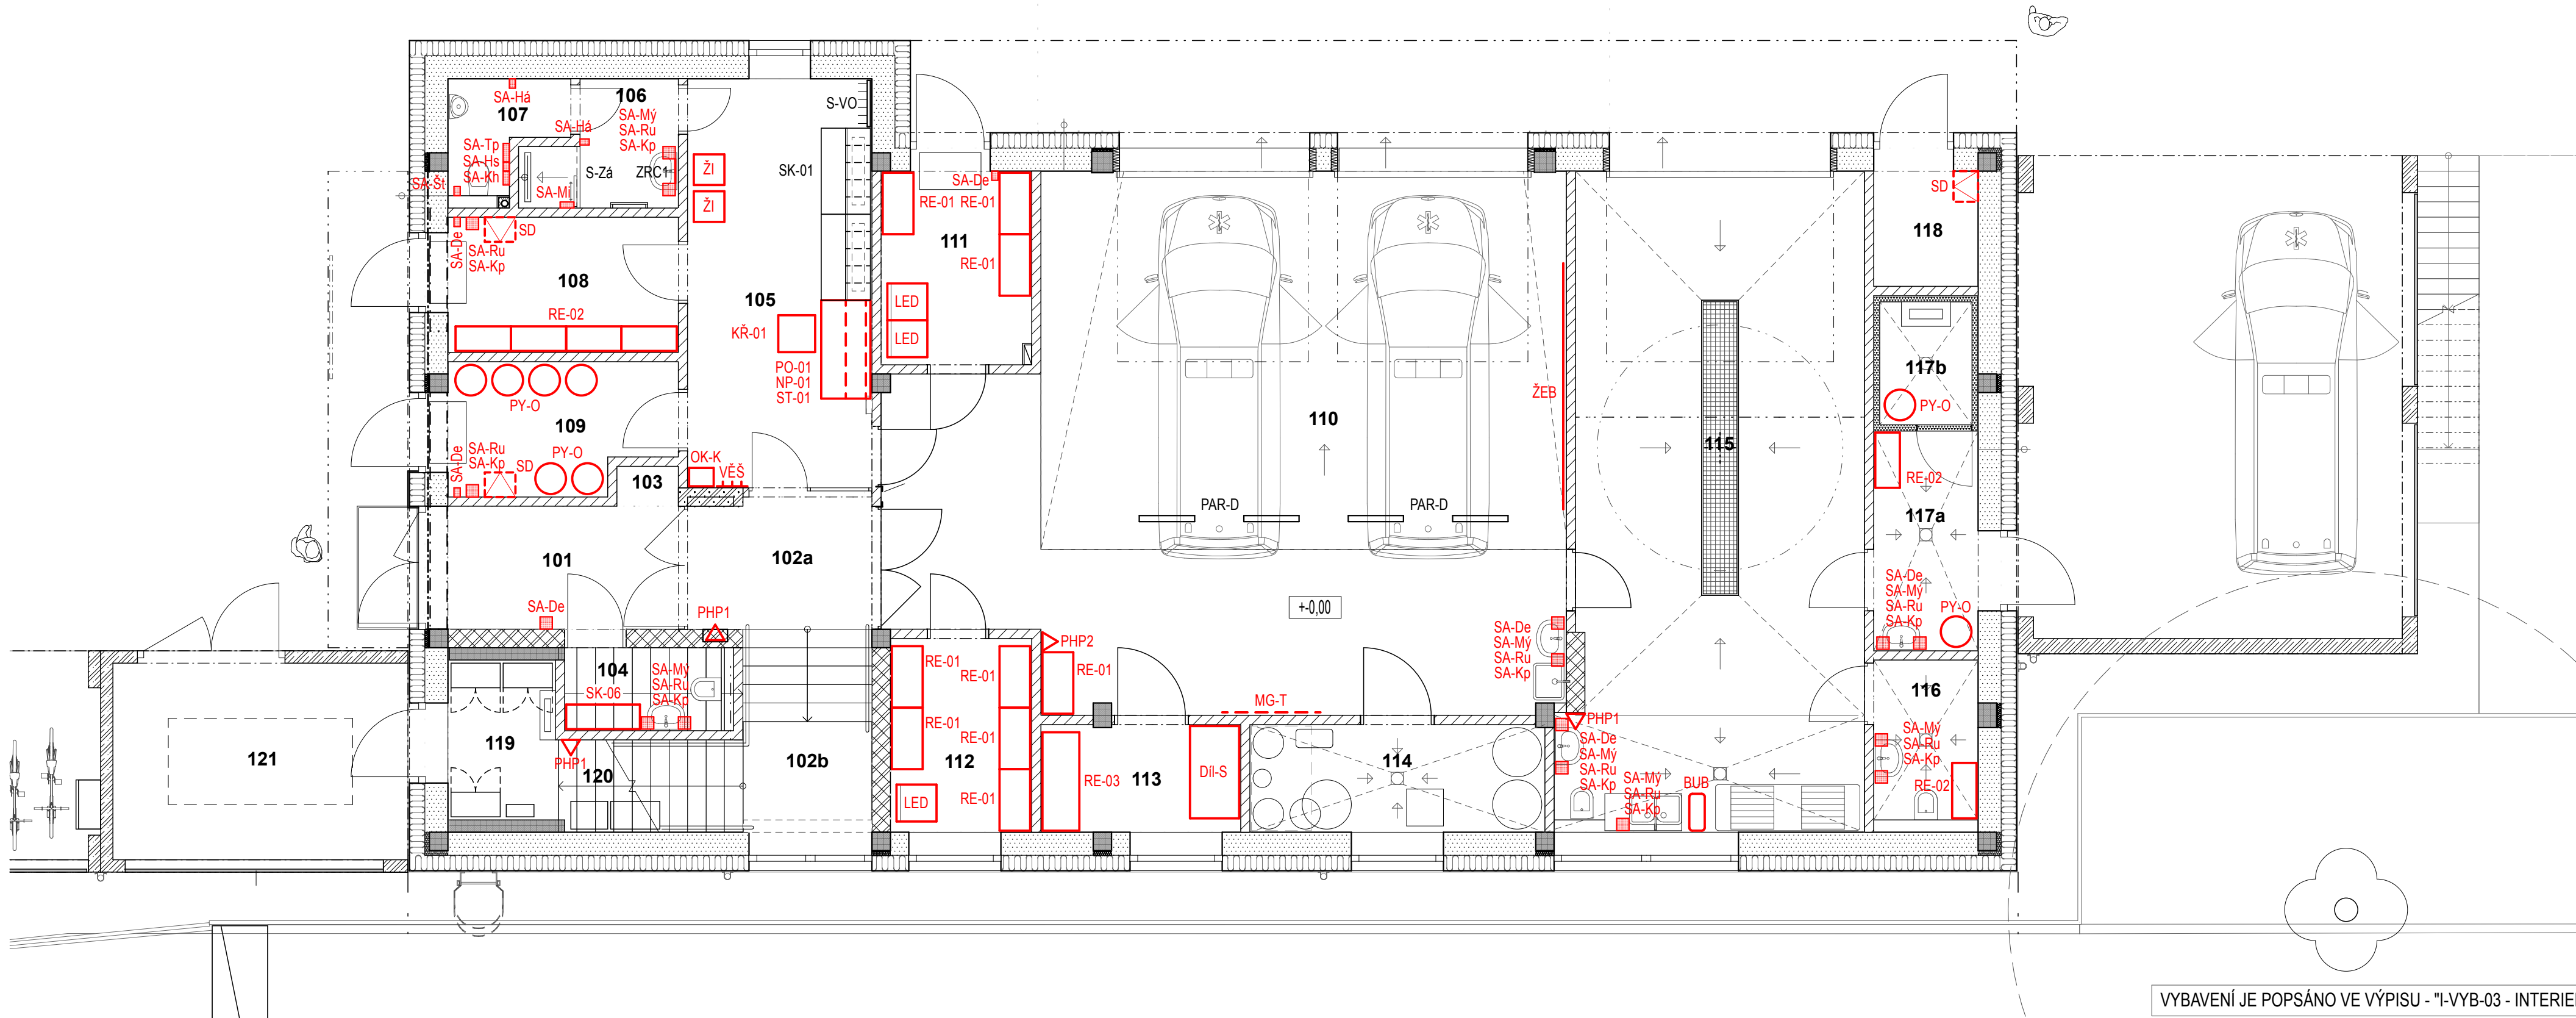 107
SA-Há
106
SA-Mý
SA-Ru
SA-Kp
SA-Há
SA-Tp
SA-Hs
SA-Kh
SA-Št
SA-Mi
S-Zá
ZRC1
S-VO
SK-01
ŽI
ŽI
SA-De
SA-Ru
SA-Kp
SD
108
RE-02
105
KŘ-01
PO-01
NP-01
ST-01
PY-O
109
SA-De
SA-Ru
SA-Kp
SD
PY-O
OK-K
VĚŠ
103
101
102a
SA-De
PHP1
104
SA-Mý
SA-Ru
SA-Kp
SK-06
119
PHP1
120
102b
121
SA-De
RE-01
RE-01
111
RE-01
LED
LED
110
ŽEB
PAR-D
PAR-D
+-0,00
PHP2
RE-01
RE-01
RE-01
RE-01
RE-01
RE-01
112
LED
RE-03
113
Díl-S
MG-T
114
SA-De
SA-Mý
SA-Ru
SA-Kp
115
PHP1
SA-De
SA-Mý
SA-Ru
SA-Kp
SA-Mý
SA-Ru
SA-Kp
BUB
SD
118
117b
PY-O
RE-02
117a
SA-De
SA-Mý
SA-Ru
SA-Kp
PY-O
116
SA-Mý
SA-Ru
SA-Kp
RE-02
VYBAVENÍ JE POPSÁNO VE VÝPISU - "I-VYB-03 -